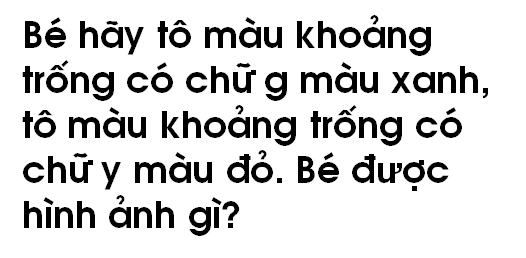 Bé hãy tô màu khoảng
trống có chữ g màu xanh,
tô màu khoảng trống có
chữ y màu đỏ. Bé được
hình ảnh gì?